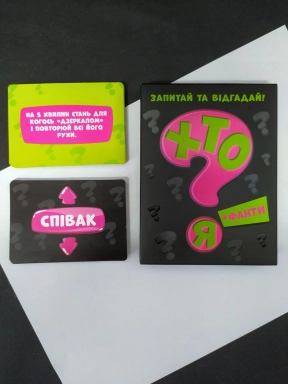 НА 5 ХВИЛИН СТАНЬ ДЛЯ
КОГОСЬ «ДЗЕРКАЛОМ»
І ПОВТОРЮЙ ВСІ ЙОГО
РУХИ.
СПІВАК
ЗАПИТАЙ ТА ВІДГАДАЙ!
ХТО
Я
+ФАНТИ